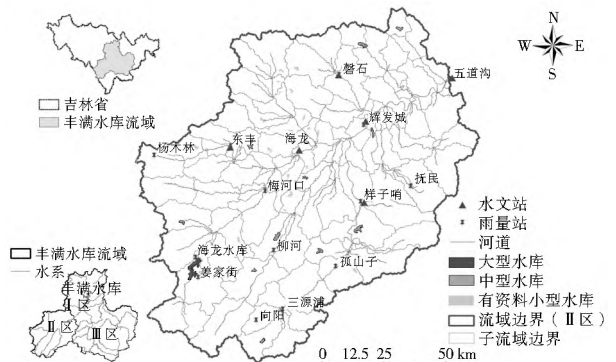 N
W E
S
吉林省
丰满水库流域
磐石
五道沟
辉发城
杨木林
东丰
海龙
抚民
梅河口
样子哨
水文站
雨量站
河道
大型水库
中型水库
有资料小型水库
流域边界(Ⅱ区)
子流域边界
柳河
孤山子
海龙水库
姜家街
三源浦
向阳
丰满水库流域
水系
丰满水库
Ⅰ区
Ⅱ区
Ⅲ区
0 12.5 25 50 km